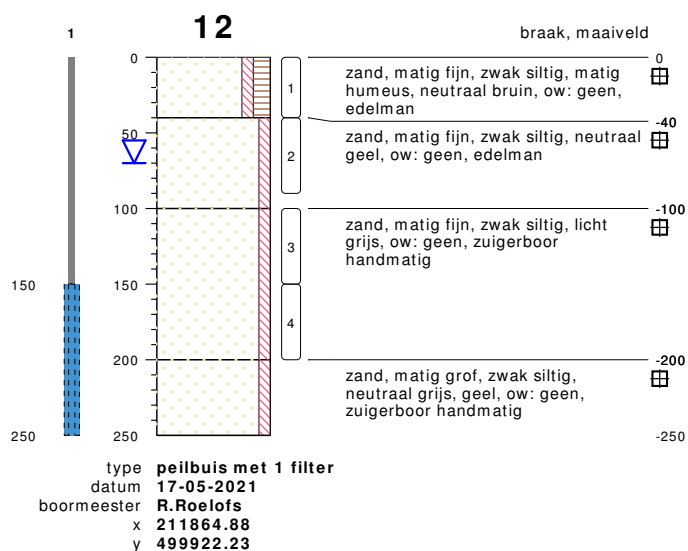 1
12
braak, maaiveld
0
0
1
zand, matig fijn, zwak siltig, matig
humeus, neutraal bruin, ow: geen,
edelman
-40
50
2
zand, matig fijn, zwak siltig, neutraal
geel, ow: geen, edelman
100
-100
3
zand, matig fijn, zwak siltig, licht
grijs, ow: geen, zuigerboor
handmatig
150
150
4
200
-200
zand, matig grof, zwak siltig,
neutraal grijs, geel, ow: geen,
zuigerboor handmatig
250
250
-250
type peilbuis met 1 filter
datum 17-05-2021
boormeester R.Roelofs
x 211864.88
y 499922.23